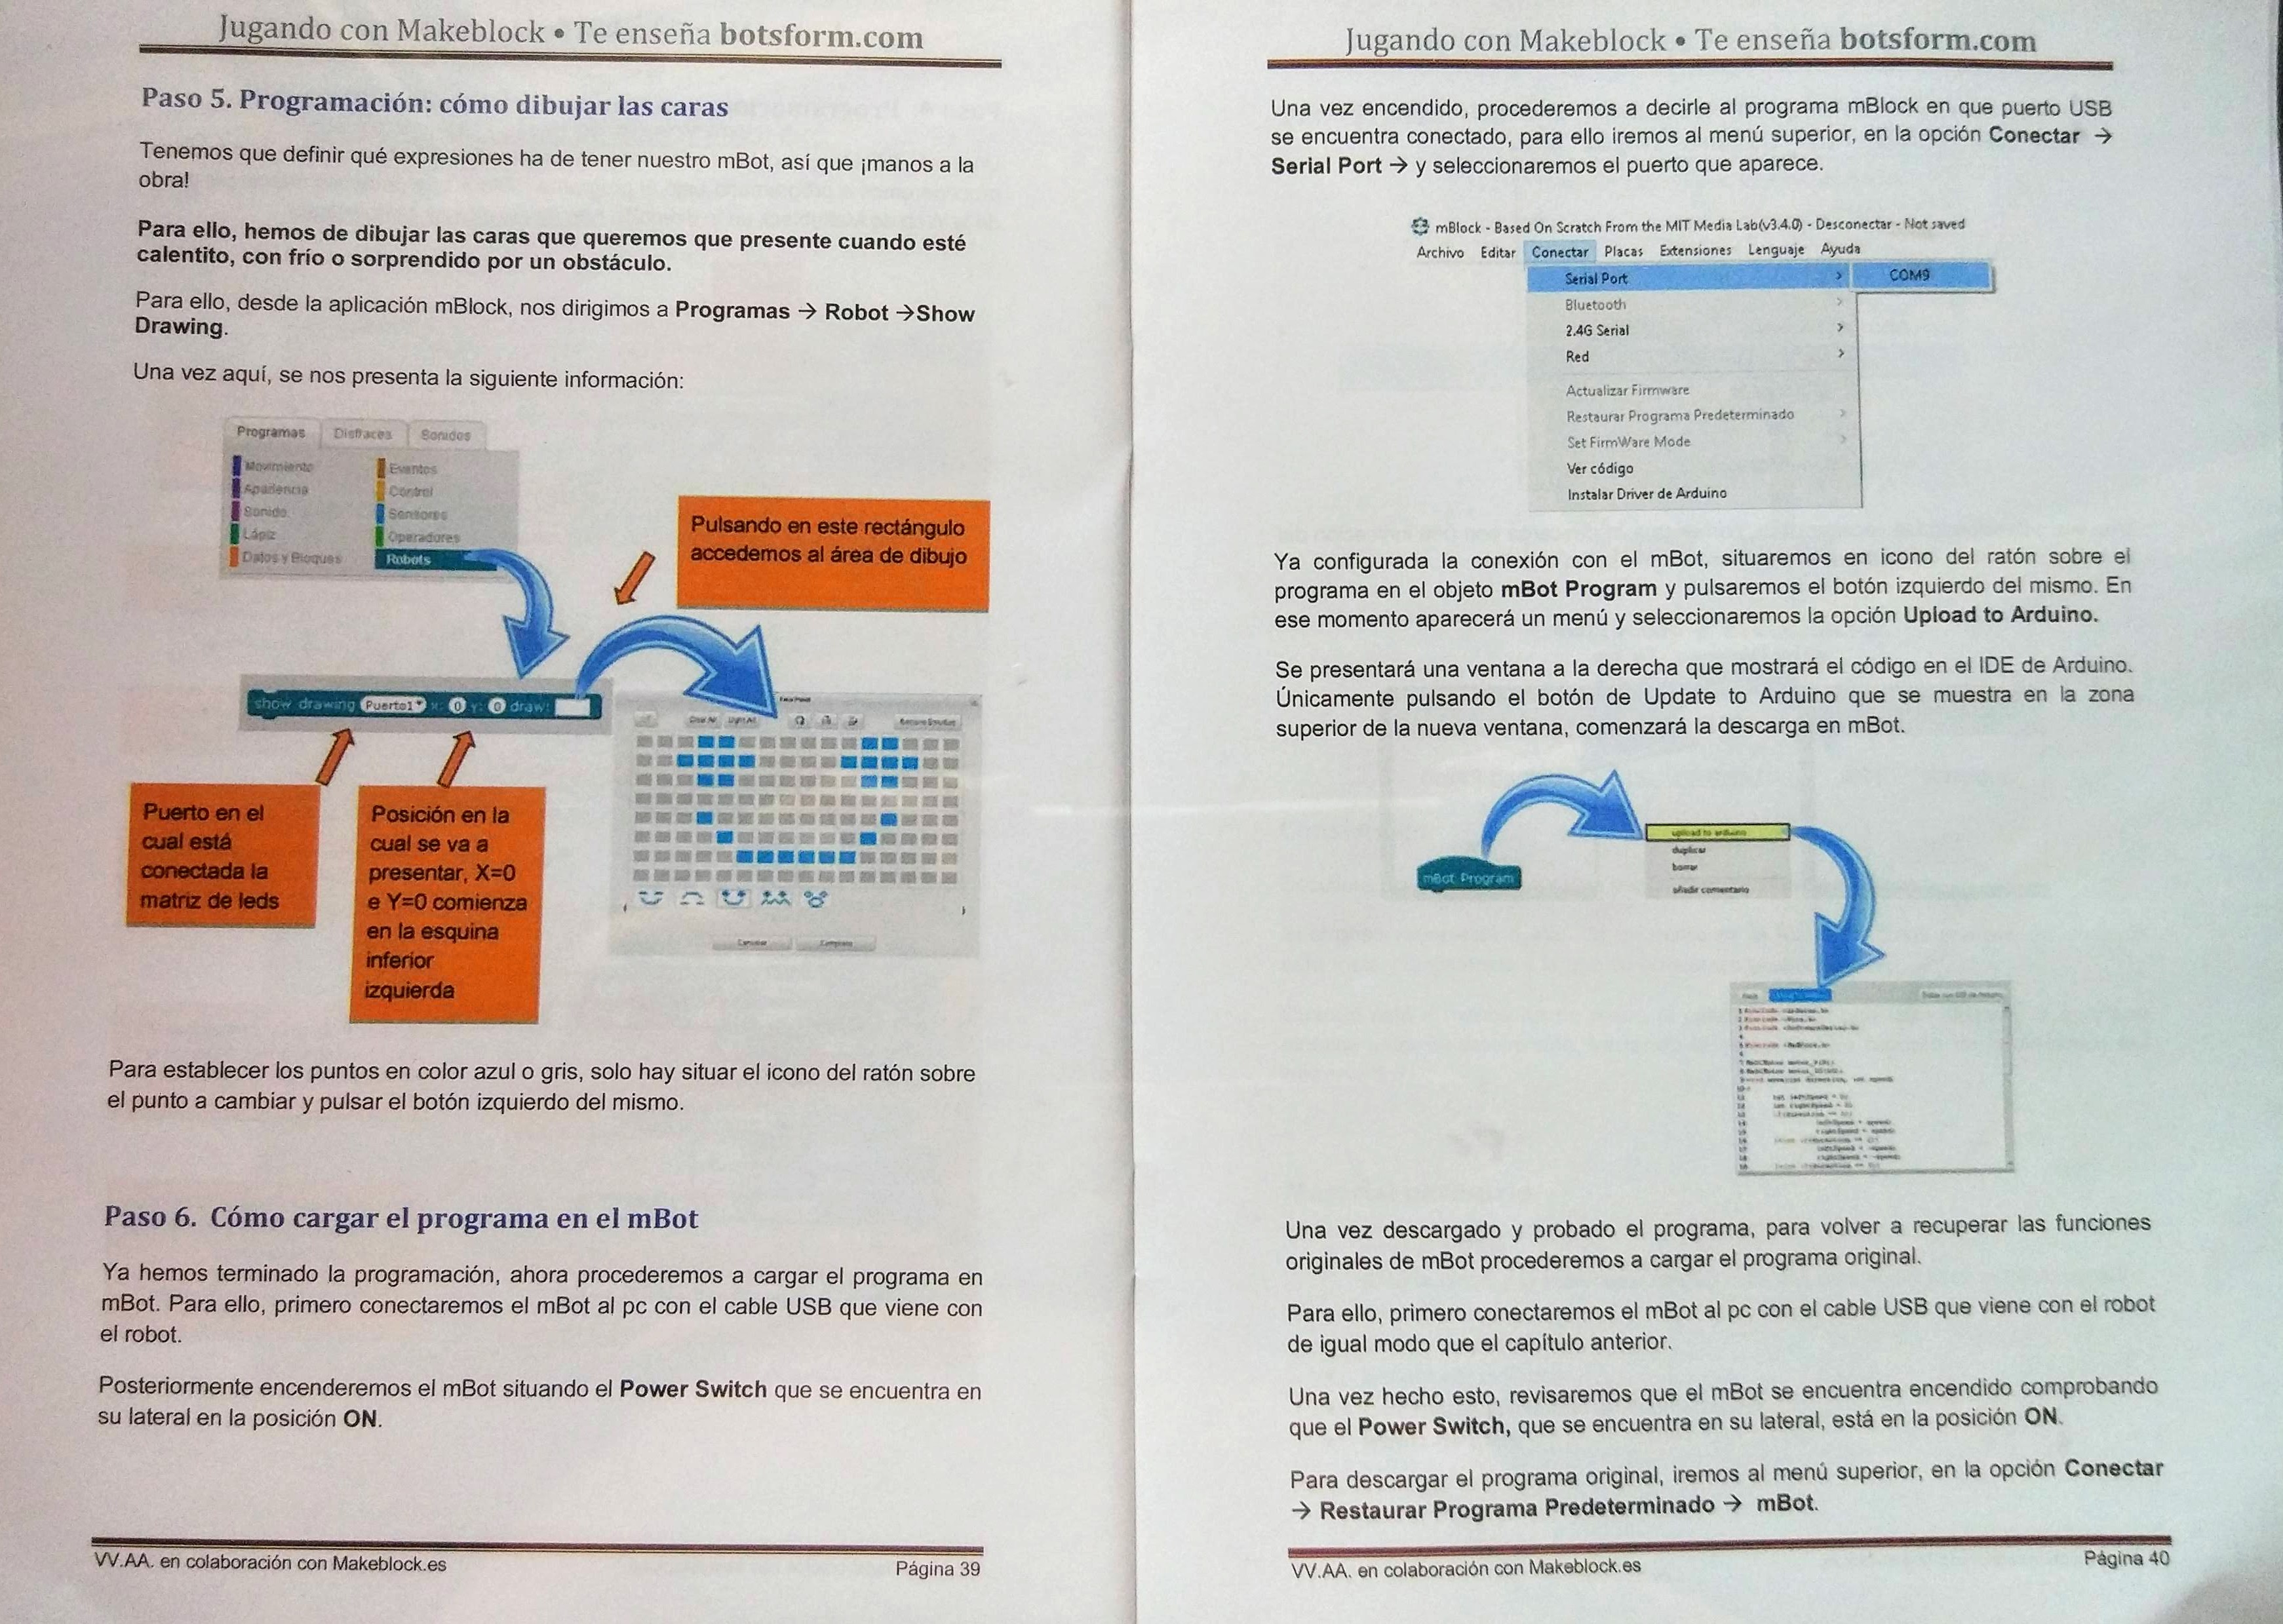 Jugando con Makeblock • Te enseña botsform.com
Paso 5. Programación: cómo dibujar las caras
Tenemos que definir qué expresiones ha de tener nuestro mBot, así que ¡manos a la
obra!
Para ello, hemos de dibujar las caras que queremos que presente cuando esté
calentito, con frío o sorprendido por un obstáculo.
Para ello, desde la aplicación mBlock, nos dirigimos a Programas → Robot →Show
Drawing.
Una vez aquí, se nos presenta la siguiente información:
Programas Disfraces Sonidos
Movimiento Eventos
Apariencia Control
Sonido Sensores
Lápiz Operadores
Datos y Bloques Robots
Pulsando en este rectángulo
accedemos al área de dibujo
show drawing Puerto1 x: 0 y: 0 draw:
Puerto en el
cual está
conectada la
matriz de leds
Posición en la
cual se va a
presentar, X=0
e Y=0 comienza
en la esquina
inferior
izquierda
Para establecer los puntos en color azul o gris, solo hay situar el icono del ratón sobre
el punto a cambiar y pulsar el botón izquierdo del mismo.
Paso 6. Cómo cargar el programa en el mBot
Ya hemos terminado la programación, ahora procederemos a cargar el programa en
mBot. Para ello, primero conectaremos el mBot al pc con el cable USB que viene con
el robot.
Posteriormente encenderemos el mBot situando el Power Switch que se encuentra en
su lateral en la posición ON.
VV.AA. en colaboración con Makeblock.es
Página 39
Jugando con Makeblock • Te enseña botsform.com
Una vez encendido, procederemos a decirle al programa mBlock en que puerto USB
se encuentra conectado, para ello iremos al menú superior, en la opción Conectar →
Serial Port → y seleccionaremos el puerto que aparece.
mBlock - Based On Scratch From the MIT Media Lab(v3.4.0) - Desconectar - Not saved
Archivo Editar Conectar Placas Extensiones Lenguaje Ayuda
Serial Port > COM9
Bluetooth >
2.4G Serial >
Red >
Actualizar Firmware
Restaurar Programa Predeterminado >
Set FirmWare Mode >
Ver código
Instalar Driver de Arduino
Ya configurada la conexión con el mBot, situaremos en icono del ratón sobre el
programa en el objeto mBot Program y pulsaremos el botón izquierdo del mismo. En
ese momento aparecerá un menú y seleccionaremos la opción Upload to Arduino.
Se presentará una ventana a la derecha que mostrará el código en el IDE de Arduino.
Únicamente pulsando el botón de Update to Arduino que se muestra en la zona
superior de la nueva ventana, comenzará la descarga en mBot.
mBot Program
upload to arduino
duplicar
borrar
añadir comentario
Una vez descargado y probado el programa, para volver a recuperar las funciones
originales de mBot procederemos a cargar el programa original.
Para ello, primero conectaremos el mBot al pc con el cable USB que viene con el robot
de igual modo que el capítulo anterior.
Una vez hecho esto, revisaremos que el mBot se encuentra encendido comprobando
que el Power Switch, que se encuentra en su lateral, está en la posición ON.
Para descargar el programa original, iremos al menú superior, en la opción Conectar
→ Restaurar Programa Predeterminado → mBot.
VV.AA. en colaboración con Makeblock.es
Página 40